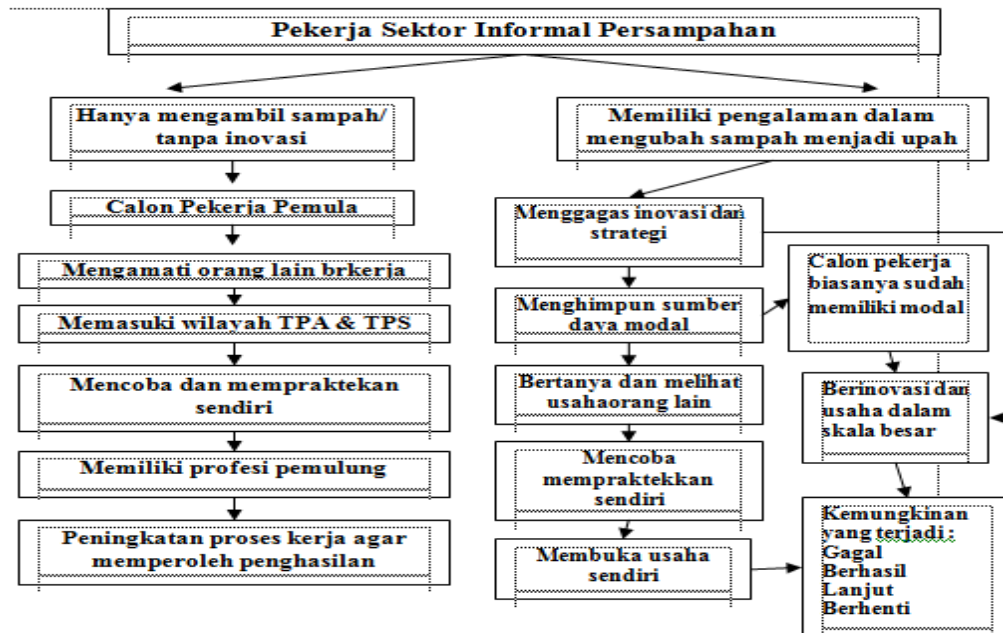 Pekerja Sektor Informal Persampahan
Hanya mengambil sampah/
tanpa inovasi
Calon Pekerja Pemula
Mengamati orang lain brkerja
Memasuki wilayah TPA & TPS
Mencoba dan mempraktekan
sendiri
Memiliki profesi pemulung
Peningkatan proses kerja agar
memperoleh penghasilan
Memiliki pengalaman dalam
mengubah sampah menjadi upah
Menggagas inovasi dan
strategi
Menghimpun sumber
daya modal
Bertanya dan melihat
usahaorang lain
Mencoba
mempraktekkan
sendiri
Membuka usaha
sendiri
Calon pekerja
biasanya sudah
memiliki modal
Berinovasi dan
usaha dalam
skala besar
Kemungkinan
yang terjadi :
Gagal
Berhasil
Lanjut
Berhenti